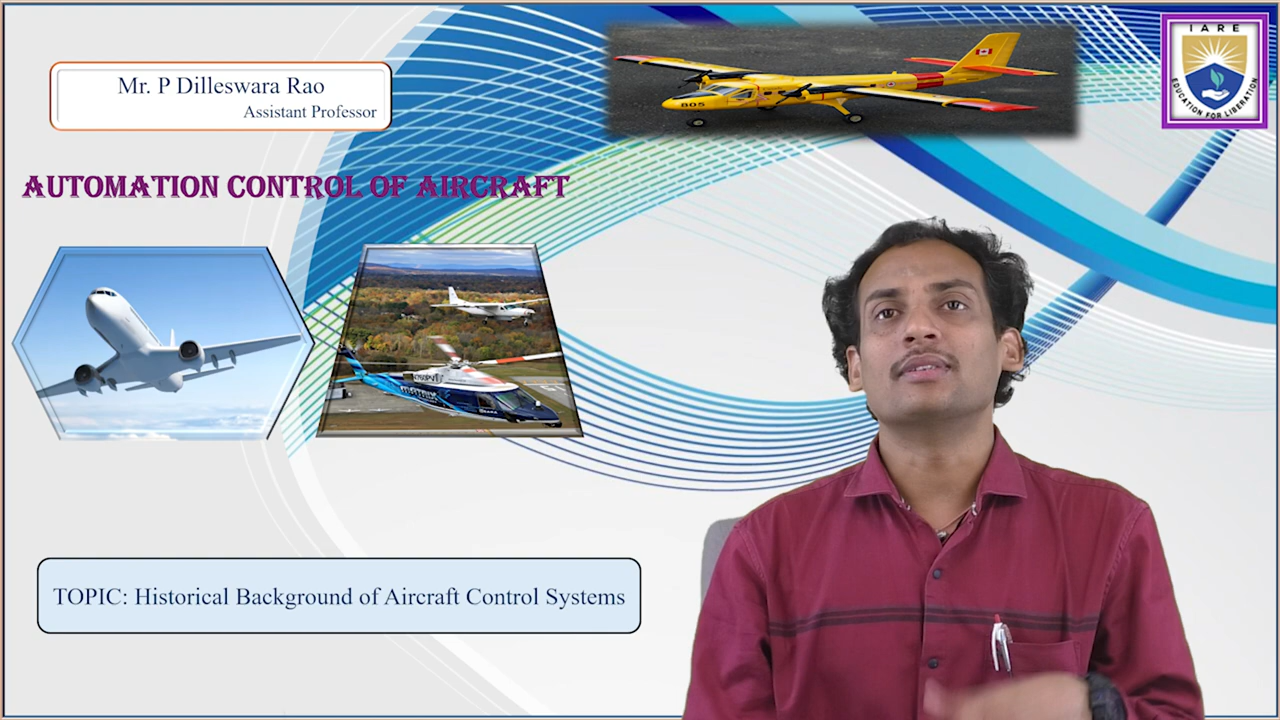 Mr. P Dilleswara Rao
Assistant Professor
AUTOMATION CONTROL OF AIRCRAFT
805
IARE
EDUCATION FOR LIBERATION
MATRIX
TOPIC: Historical Background of Aircraft Control Systems